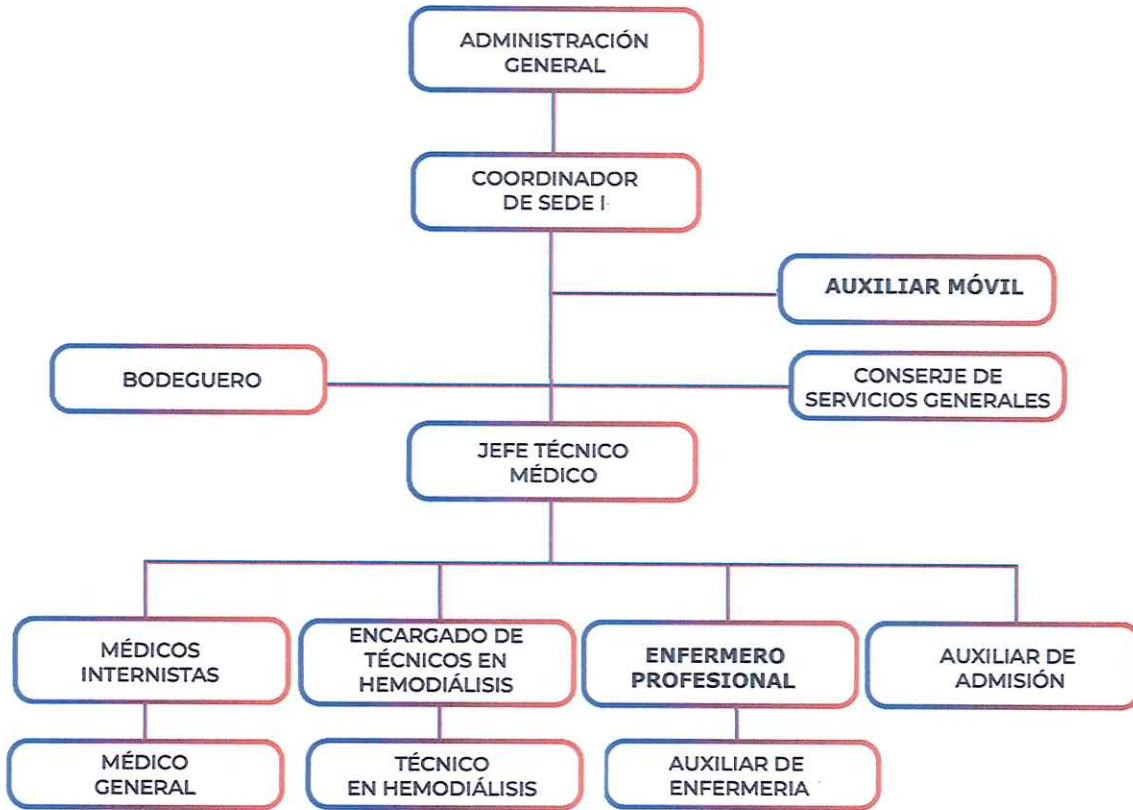 ADMINISTRACIÓN
GENERAL
COORDINADOR
DE SEDE I
AUXILIAR MÓVIL
BODEGUERO
CONSERJE DE
SERVICIOS GENERALES
JEFE TÉCNICO
MÉDICO
MÉDICOS
INTERNISTAS
ENCARGADO DE
TÉCNICOS EN
HEMODIÁLISIS
ENFERMERO
PROFESIONAL
AUXILIAR DE
ADMISIÓN
MÉDICO
GENERAL
TÉCNICO
EN HEMODIÁLISIS
AUXILIAR DE
ENFERMERIA